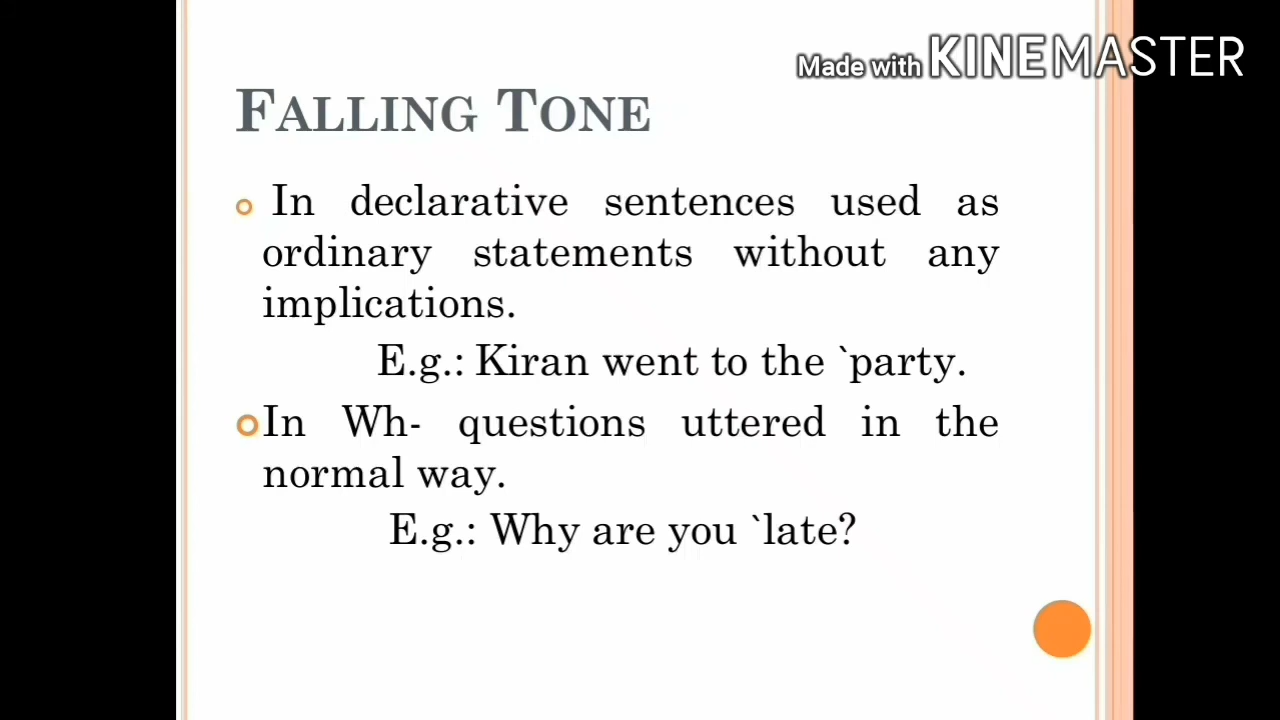 Made with KINEMASTER
FALLING TONE
In declarative sentences used as
ordinary statements without any
implications.
E.g.: Kiran went to the `party.
In Wh- questions uttered in the
normal way.
E.g.: Why are you `late?